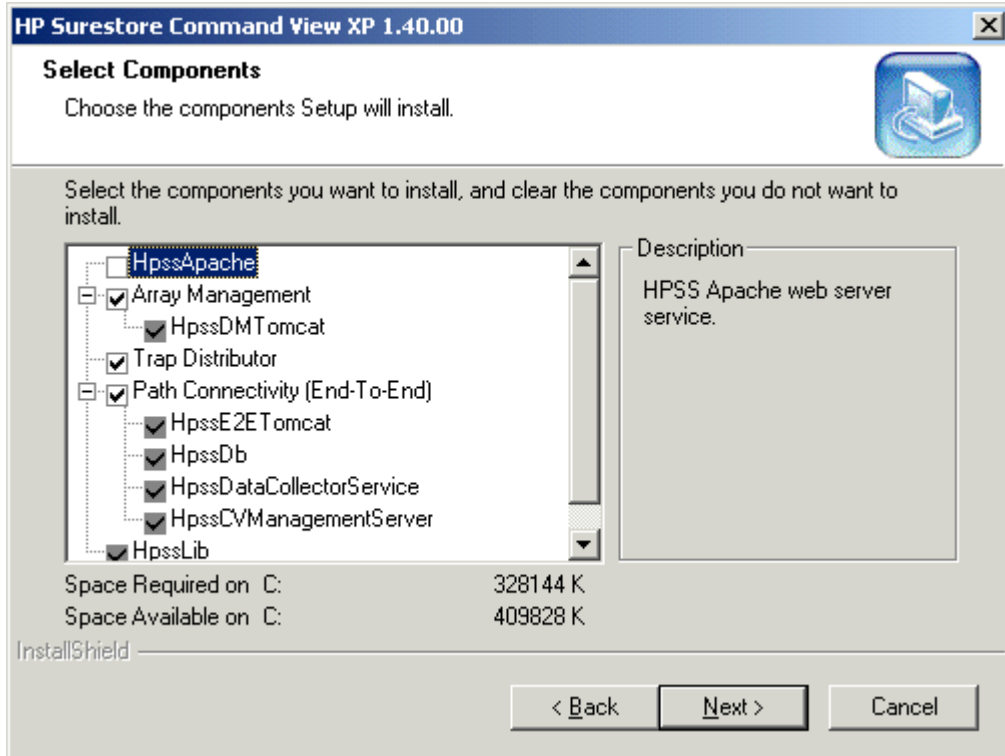 HP Surestore Command View XP 1.40.00
Select Components
Choose the components Setup will install.
Select the components you want to install, and clear the components you do not want to
install.
HpssApache
Array Management
HpssDMTomcat
Trap Distributor
Path Connectivity (End-To-End)
HpssE2ETomcat
HpssDb
HpssDataCollectorService
HpssCVManagementServer
HpssLib
Description
HPSS Apache web server
service.
Space Required on  C: 328144 K
Space Available on  C: 409828 K
InstallShield
< Back
Next >
Cancel